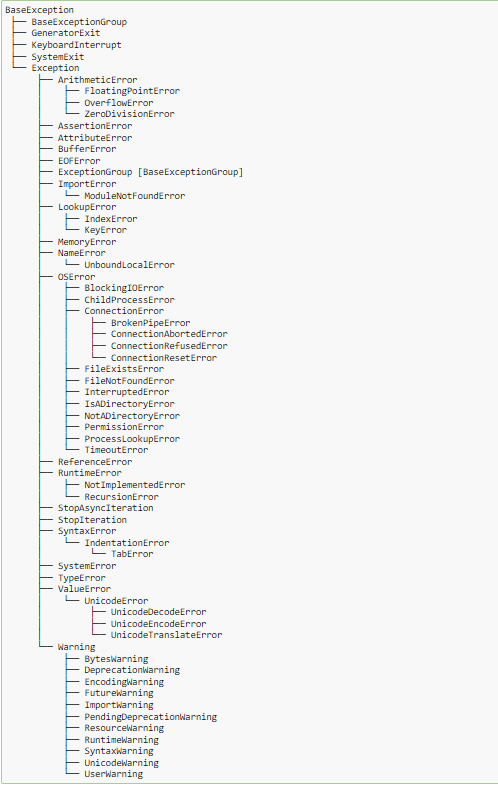 BaseException
├── BaseExceptionGroup
├── GeneratorExit
├── KeyboardInterrupt
├── SystemExit
└── Exception
     ├── ArithmeticError
     │    ├── FloatingPointError
     │    ├── OverflowError
     │    └── ZeroDivisionError
     ├── AssertionError
     ├── AttributeError
     ├── BufferError
     ├── EOFError
     ├── ExceptionGroup [BaseExceptionGroup]
     ├── ImportError
     │    └── ModuleNotFoundError
     ├── LookupError
     │    ├── IndexError
     │    └── KeyError
     ├── MemoryError
     ├── NameError
     │    └── UnboundLocalError
     ├── OSError
     │    ├── BlockingIOError
     │    ├── ChildProcessError
     │    ├── ConnectionError
     │    │    ├── BrokenPipeError
     │    │    ├── ConnectionAbortedError
     │    │    ├── ConnectionRefusedError
     │    │    └── ConnectionResetError
     │    ├── FileExistsError
     │    ├── FileNotFoundError
     │    ├── InterruptedError
     │    ├── IsADirectoryError
     │    ├── NotADirectoryError
     │    ├── PermissionError
     │    ├── ProcessLookupError
     │    └── TimeoutError
     ├── ReferenceError
     ├── RuntimeError
     │    ├── NotImplementedError
     │    └── RecursionError
     ├── StopAsyncIteration
     ├── StopIteration
     ├── SyntaxError
     │    └── IndentationError
     │         └── TabError
     ├── SystemError
     ├── TypeError
     ├── ValueError
     │    └── UnicodeError
     │         ├── UnicodeDecodeError
     │         ├── UnicodeEncodeError
     │         └── UnicodeTranslateError
     └── Warning
          ├── BytesWarning
          ├── DeprecationWarning
          ├── EncodingWarning
          ├── FutureWarning
          ├── ImportWarning
          ├── PendingDeprecationWarning
          ├── ResourceWarning
          ├── RuntimeWarning
          ├── SyntaxWarning
          ├── UnicodeWarning
          └── UserWarning